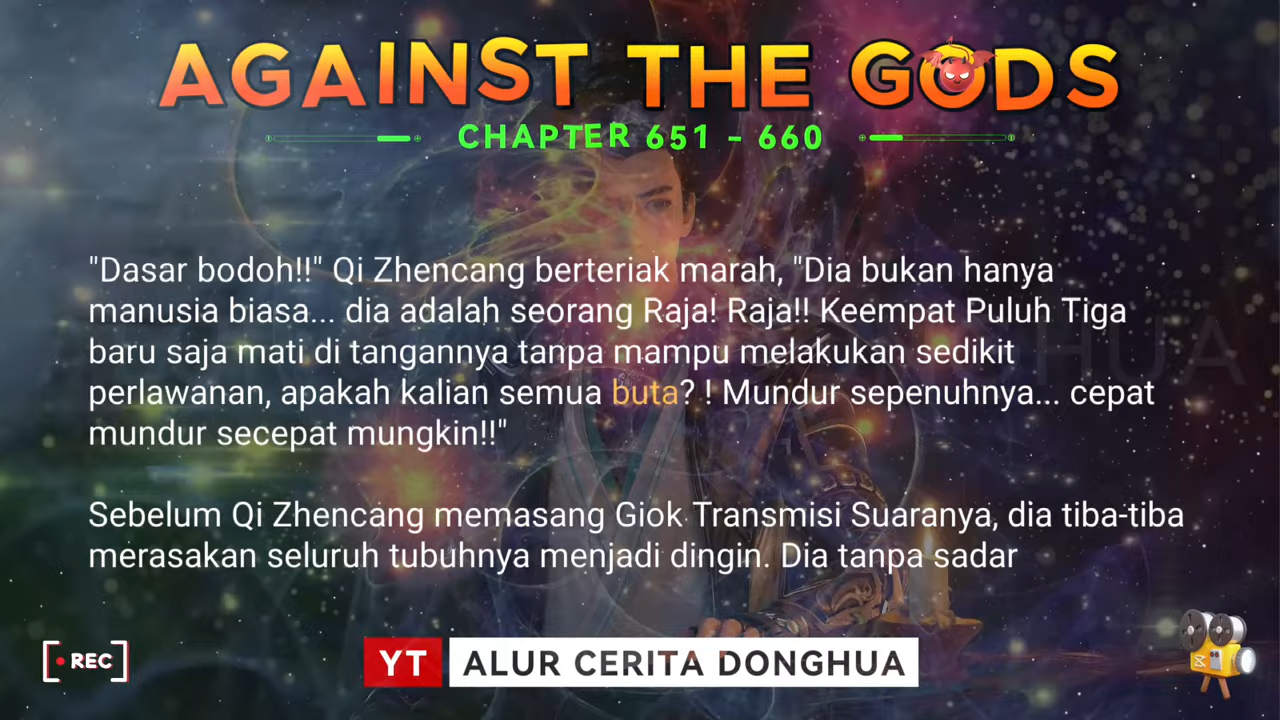 AGAINST THE GODS
CHAPTER 651 - 660
"Dasar bodoh!!" Qi Zhencang berteriak marah, "Dia bukan hanya
manusia biasa... dia adalah seorang Raja! Raja!! Keempat Puluh Tiga
baru saja mati di tangannya tanpa mampu melakukan sedikit
perlawanan, apakah kalian semua buta? ! Mundur sepenuhnya... cepat
mundur secepat mungkin!!"
Sebelum Qi Zhencang memasang Giok Transmisi Suaranya, dia tiba-tiba
merasakan seluruh tubuhnya menjadi dingin. Dia tanpa sadar
REC
YT ALUR CERITA DONGHUA